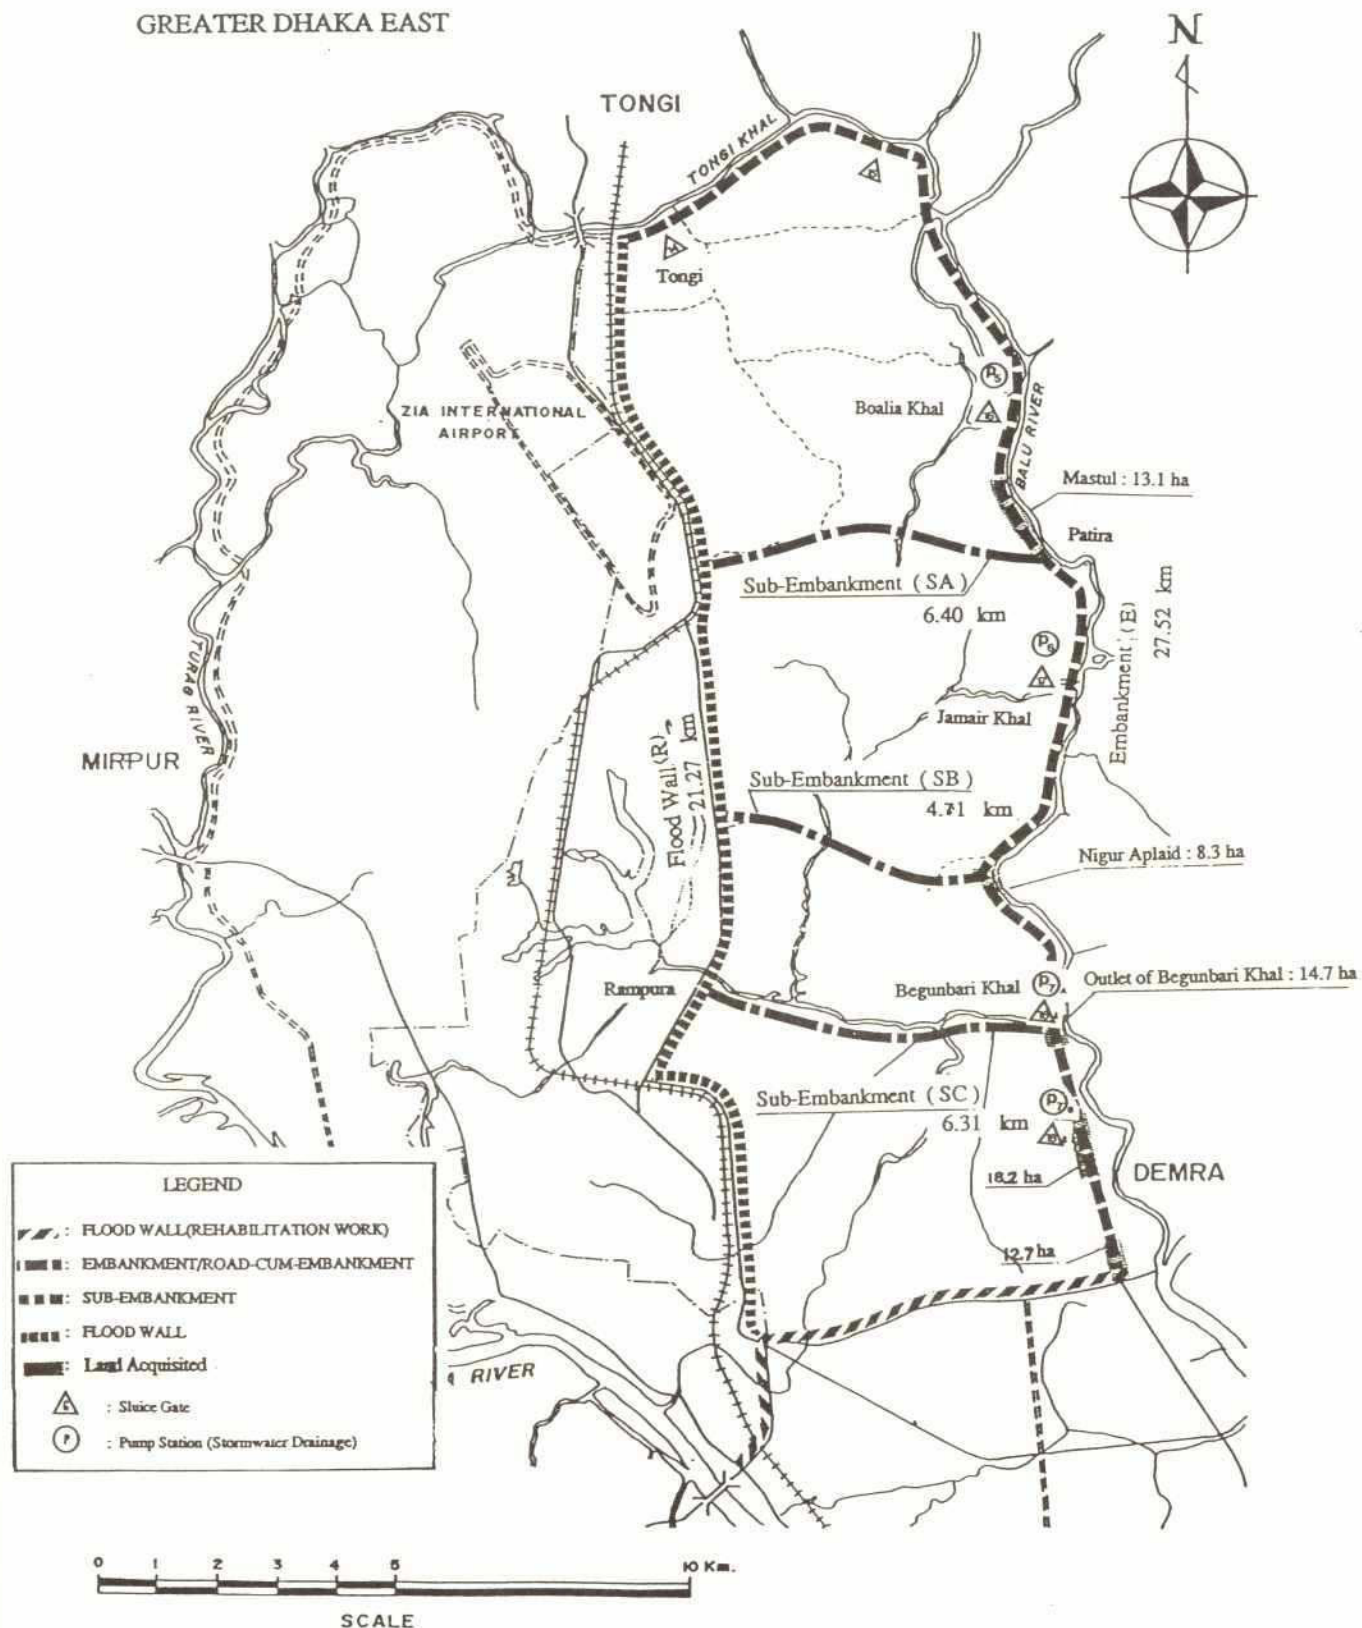 GREATER DHAKA EAST
N
TONGI
TONGI KHAL
Tongi
P5
Boalia Khal
BALU RIVER
ZIA INTERNATIONAL
AIRPORT
Mastul : 13.1 ha
Patira
Sub-Embankment (SA)
6.40 km
Embankment (E)
27.52 km
P6
Jamair Khal
TURAG RIVER
MIRPUR
Flood Wall (R)
21.27 km
Sub-Embankment (SB)
4.71 km
Nigur Aplaid : 8.3 ha
Rampura
Begunbari Khal
P7
Outlet of Begunbari Khal : 14.7 ha
Sub-Embankment (SC)
6.31 km
P7
DEMRA
18.2 ha
12.7 ha
RIVER
LEGEND
: FLOOD WALL(REHABILITATION WORK)
: EMBANKMENT/ROAD-CUM-EMBANKMENT
: SUB-EMBANKMENT
: FLOOD WALL
: Land Acquisited
G : Sluice Gate
P : Pump Station (Stormwater Drainage)
0 1 2 3 4 5 10 Km.
SCALE